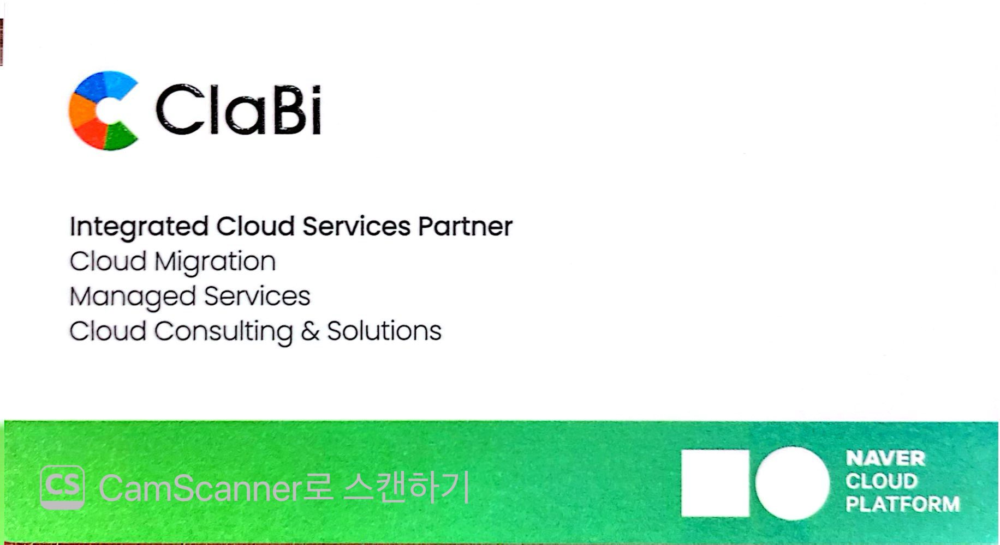 ClaBi
Integrated Cloud Services Partner
Cloud Migration
Managed Services
Cloud Consulting & Solutions
NAVER
CLOUD
PLATFORM
CS CamScanner로 스캔하기